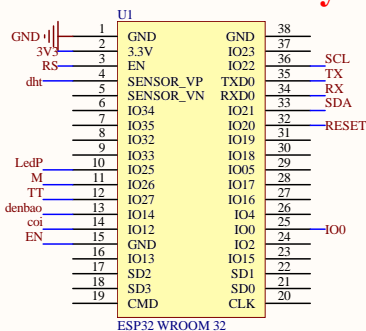 U1
GND 1 GND GND 38
3V3 2 3.3V IO23 37
RS 3 EN IO22 36 SCL
dht 4 SENSOR_VP TXD0 35 TX
5 SENSOR_VN RXD0 34 RX
6 IO34 IO21 33 SDA
7 IO35 IO20 32 RESET
8 IO32 IO19 31
9 IO33 IO18 30
LedP 10 IO25 IO05 29
M 11 IO26 IO17 28
TT 12 IO27 IO16 27
denbao 13 IO14 IO4 26
coi 14 IO12 IO0 25 IO0
EN 15 GND IO2 24
16 IO13 IO15 23
17 SD2 SD1 22
18 SD3 SD0 21
19 CMD CLK 20
ESP32 WROOM 32